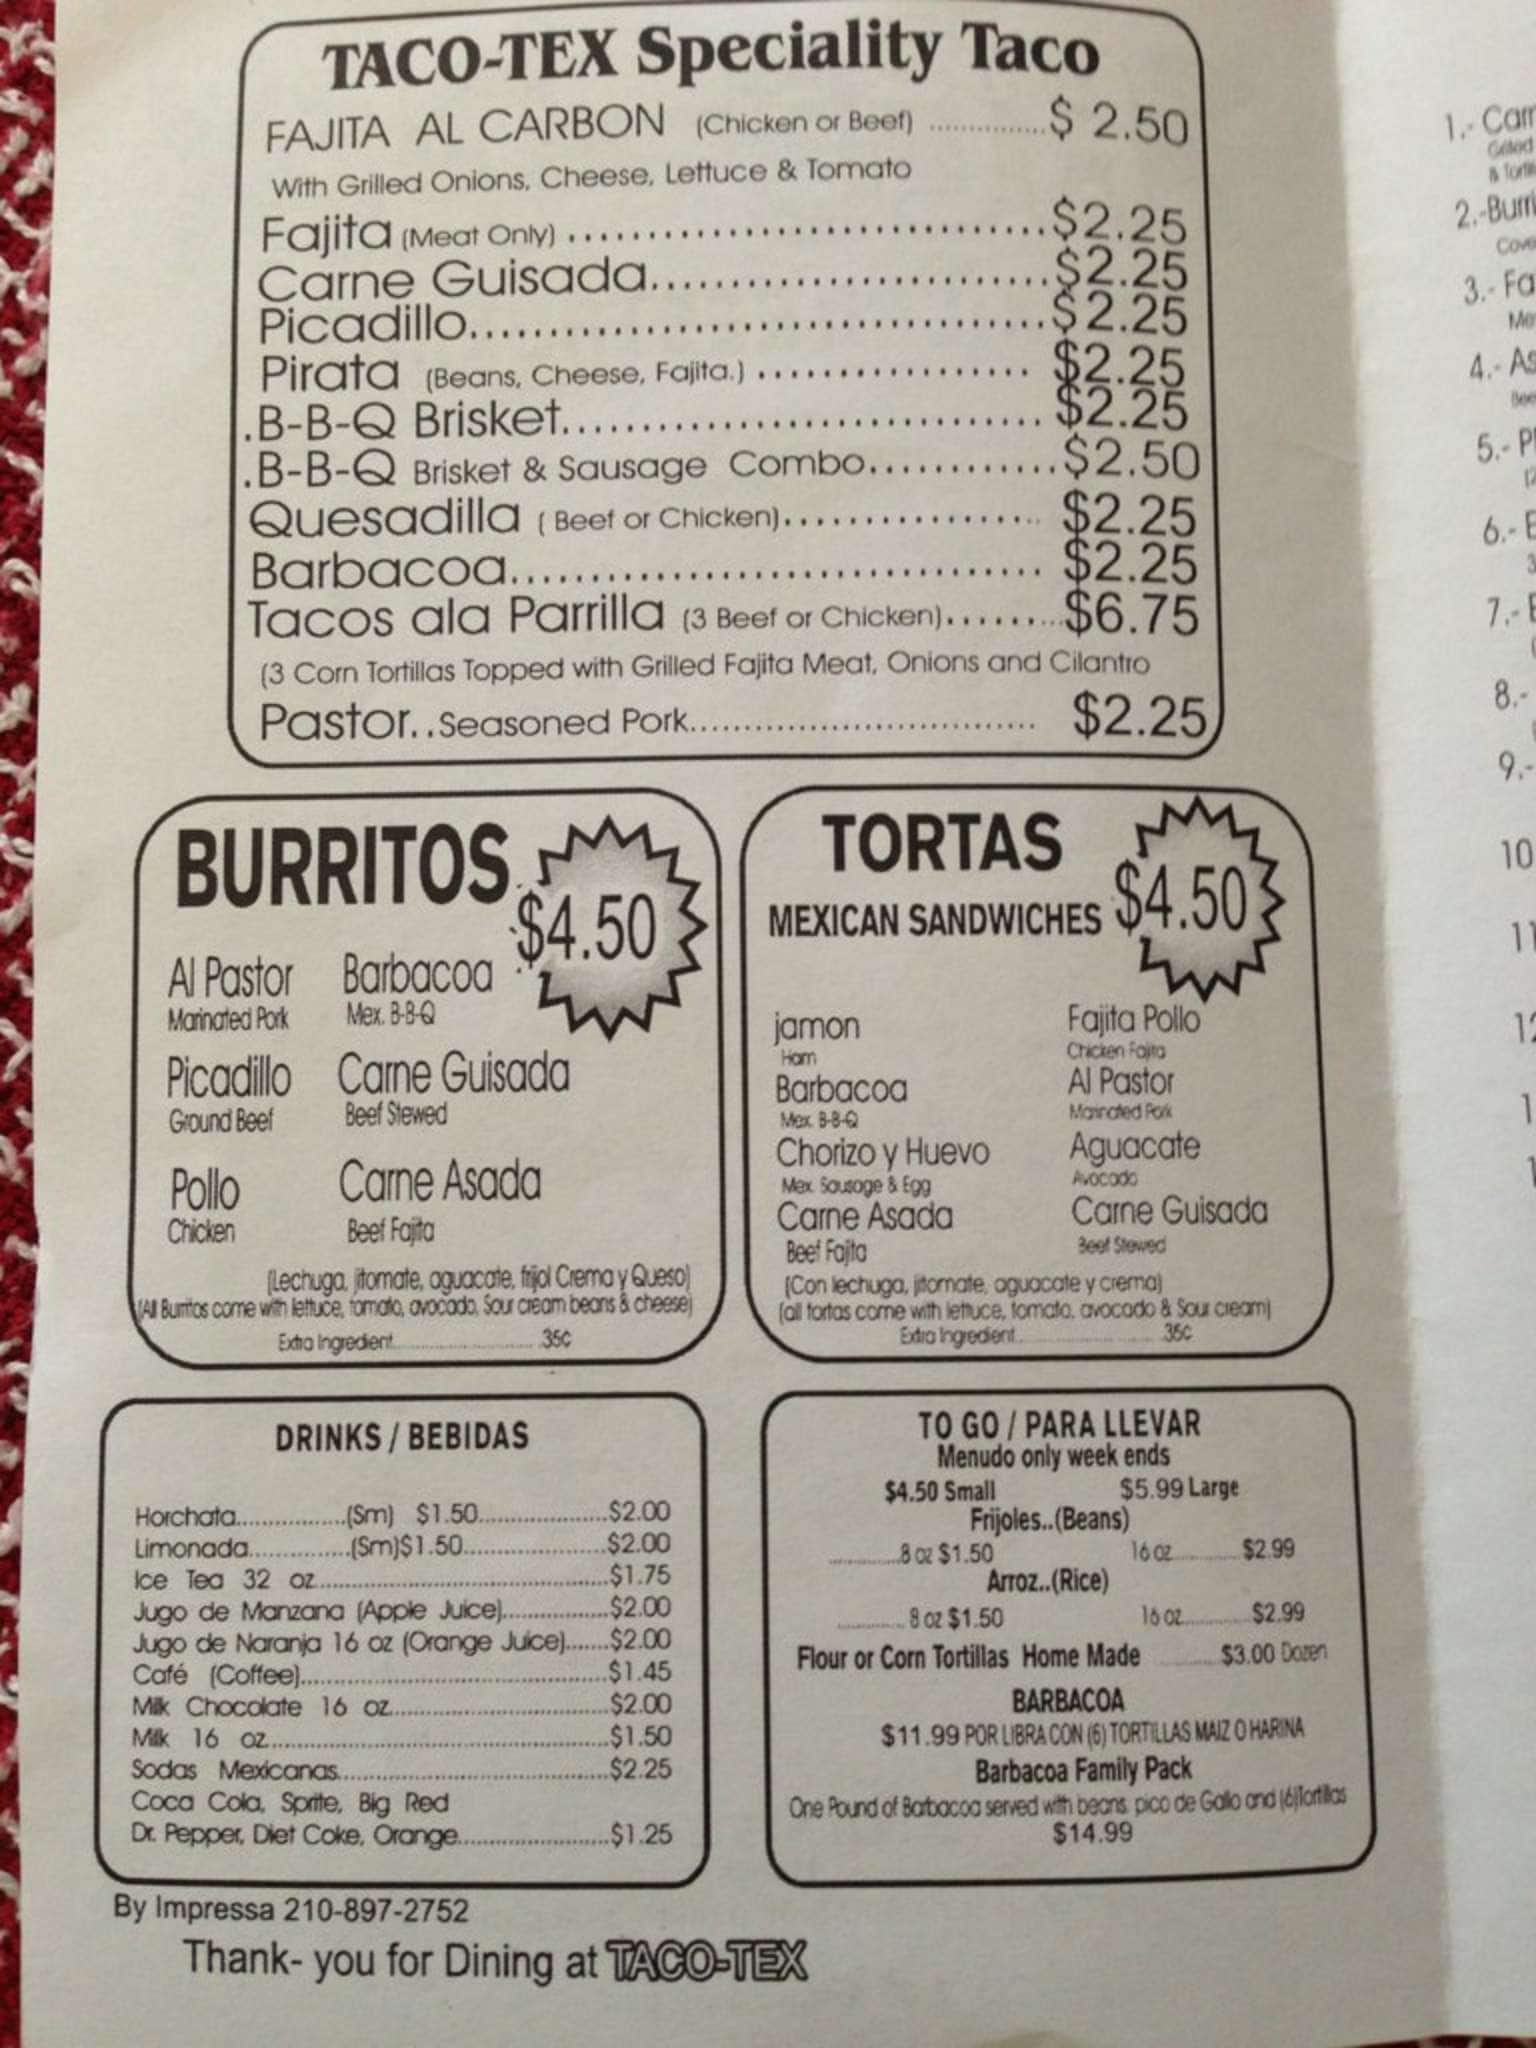 TACO-TEX Speciality Taco
FAJITA AL CARBON (Chicken or Beef) ..............$ 2.50
With Grilled Onions, Cheese, Lettuce & Tomato
Fajita (Meat Only) ...............................$2.25
Carne Guisada..........................$2.25
Picadillo.....................................$2.25
Pirata (Beans, Cheese, Fajita.) .................. $2.25
.B-B-Q Brisket............................... $2.25
.B-B-Q Brisket & Sausage Combo............$2.50
Quesadilla ( Beef or Chicken)................. $2.25
Barbacoa.................................. $2.25
Tacos ala Parrilla (3 Beef or Chicken).........$6.75
(3 Corn Tortillas Topped with Grilled Fajita Meat, Onions and Cilantro
Pastor..Seasoned Pork.................................. $2.25
BURRITOS
$4.50
Al Pastor Barbacoa
Marinated Pork Mex. B-B-Q
Picadillo Carne Guisada
Ground Beef Beef Stewed
Pollo Carne Asada
Chicken Beef Fajita
(Lechuga, jitomate, aguacate, frijol Crema y Queso)
(All Burritos come with lettuce, tomato, avocado, Sour cream beans & cheese)
Extra Ingredient.............................. .35¢
TORTAS
MEXICAN SANDWICHES
$4.50
jamon Fajita Pollo
Ham Chicken Fajita
Barbacoa Al Pastor
Mex. B-B-Q Marinated Pork
Chorizo y Huevo Aguacate
Mex. Sausage & Egg Avocado
Carne Asada Carne Guisada
Beef Fajita Beef Stewed
(Con lechuga, jitomate, aguacate y crema)
(all tortas come with lettuce, tomato, avocado & Sour cream)
Extra Ingredient.............................. .35¢
DRINKS / BEBIDAS
Horchata.................(Sm) $1.50....................$2.00
Limonada...............(Sm)$1.50......................$2.00
Ice Tea 32 oz.............................................$1.75
Jugo de Manzana (Apple Juice)................$2.00
Jugo de Naranja 16 oz (Orange Juice).......$2.00
Café (Coffee)...............................................$1.45
Milk Chocolate 16 oz..................................$2.00
Milk 16 oz....................................................$1.50
Sodas Mexicanas.........................................$2.25
Coca Cola, Sprite, Big Red
Dr. Pepper, Diet Coke, Orange.......................$1.25
TO GO / PARA LLEVAR
Menudo only week ends
$4.50 Small $5.99 Large
Frijoles..(Beans)
..............8 oz $1.50 16 oz............. $2.99
Arroz..(Rice)
............. 8 oz $1.50 16 oz............. $2.99
Flour or Corn Tortillas Home Made .......... $3.00 Dozen
BARBACOA
$11.99 POR LIBRA CON (6) TORTILLAS MAIZ O HARINA
Barbacoa Family Pack
One Pound of Barbacoa served with beans, pico de Gallo and (6)Tortillas
$14.99
By Impressa 210-897-2752
Thank- you for Dining at TACO-TEX
1.- Carn
Grilled
& Torti
2.-Burri
Cove
3.- Fa
4.- As
Bee
5.- P
6.- E
7.- E
8.-
9.-
10
11
12